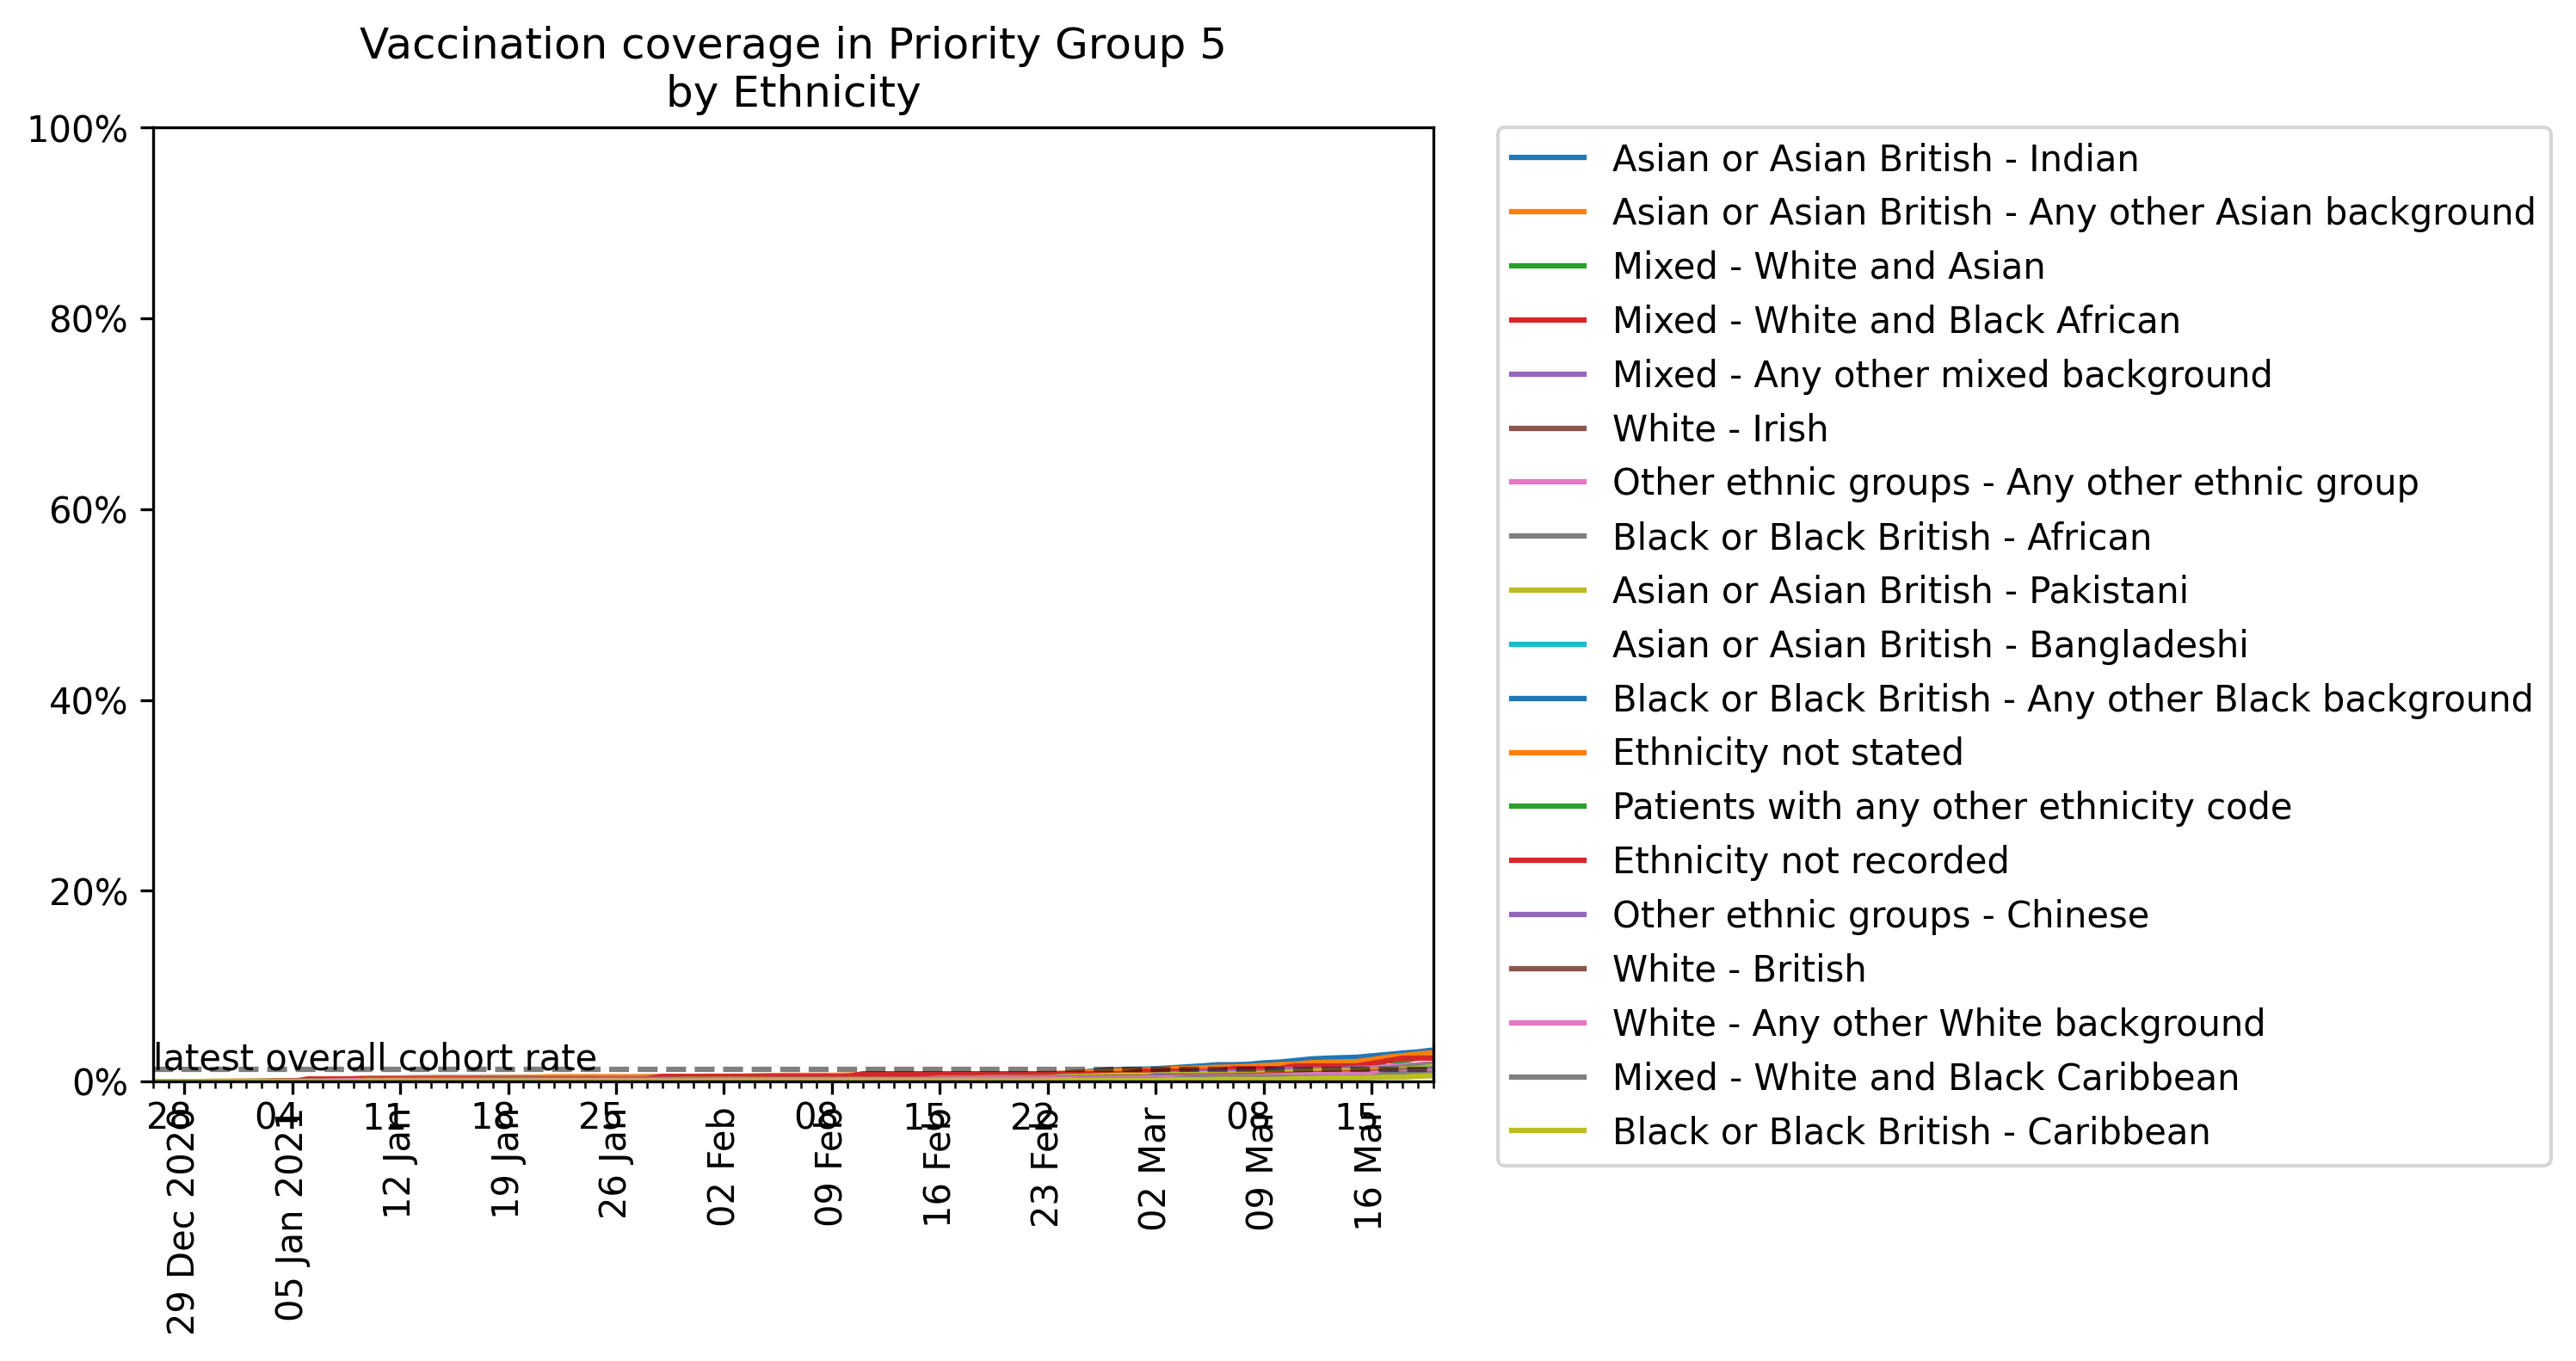 Vaccination coverage in Priority Group 5
by Ethnicity
100%
80%
60%
40%
20%
0%
latest overall cohort rate
28
04
11
18
25
08
15
22
08
15
29 Dec 2020
05 Jan 2021
12 Jan
19 Jan
26 Jan
02 Feb
09 Feb
16 Feb
23 Feb
02 Mar
09 Mar
16 Mar
Asian or Asian British - Indian
Asian or Asian British - Any other Asian background
Mixed - White and Asian
Mixed - White and Black African
Mixed - Any other mixed background
White - Irish
Other ethnic groups - Any other ethnic group
Black or Black British - African
Asian or Asian British - Pakistani
Asian or Asian British - Bangladeshi
Black or Black British - Any other Black background
Ethnicity not stated
Patients with any other ethnicity code
Ethnicity not recorded
Other ethnic groups - Chinese
White - British
White - Any other White background
Mixed - White and Black Caribbean
Black or Black British - Caribbean